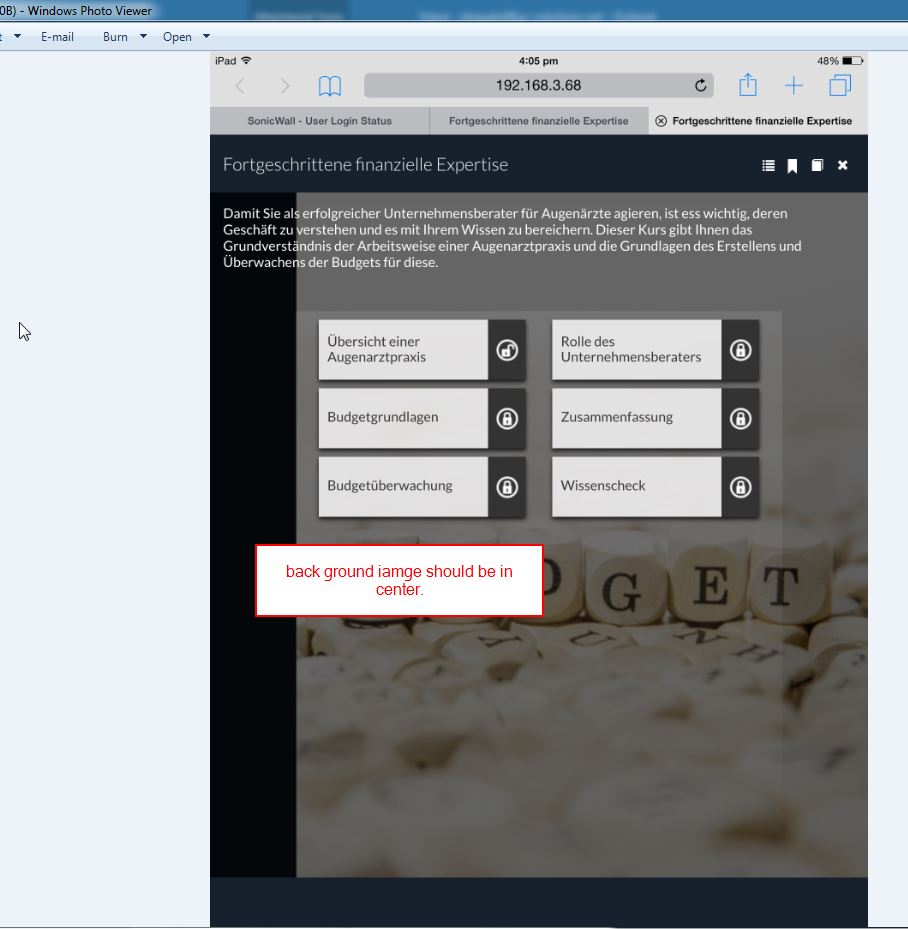 0B) - Windows Photo Viewer
E-mail Burn Open
iPad 4:05 pm 48%
192.168.3.68
SonicWall - User Login Status Fortgeschrittene finanzielle Expertise Fortgeschrittene finanzielle Expertise
Fortgeschrittene finanzielle Expertise
Damit Sie als erfolgreicher Unternehmensberater für Augenärzte agieren, ist ess wichtig, deren
Geschäft zu verstehen und es mit Ihrem Wissen zu bereichern. Dieser Kurs gibt Ihnen das
Grundverständnis der Arbeitsweise einer Augenarztpraxis und die Grundlagen des Erstellens und
Überwachens der Budgets für diese.
Übersicht einer
Augenarztpraxis
Rolle des
Unternehmensberaters
Budgetgrundlagen
Zusammenfassung
Budgetüberwachung
Wissenscheck
back ground iamge should be in
center.
G E T